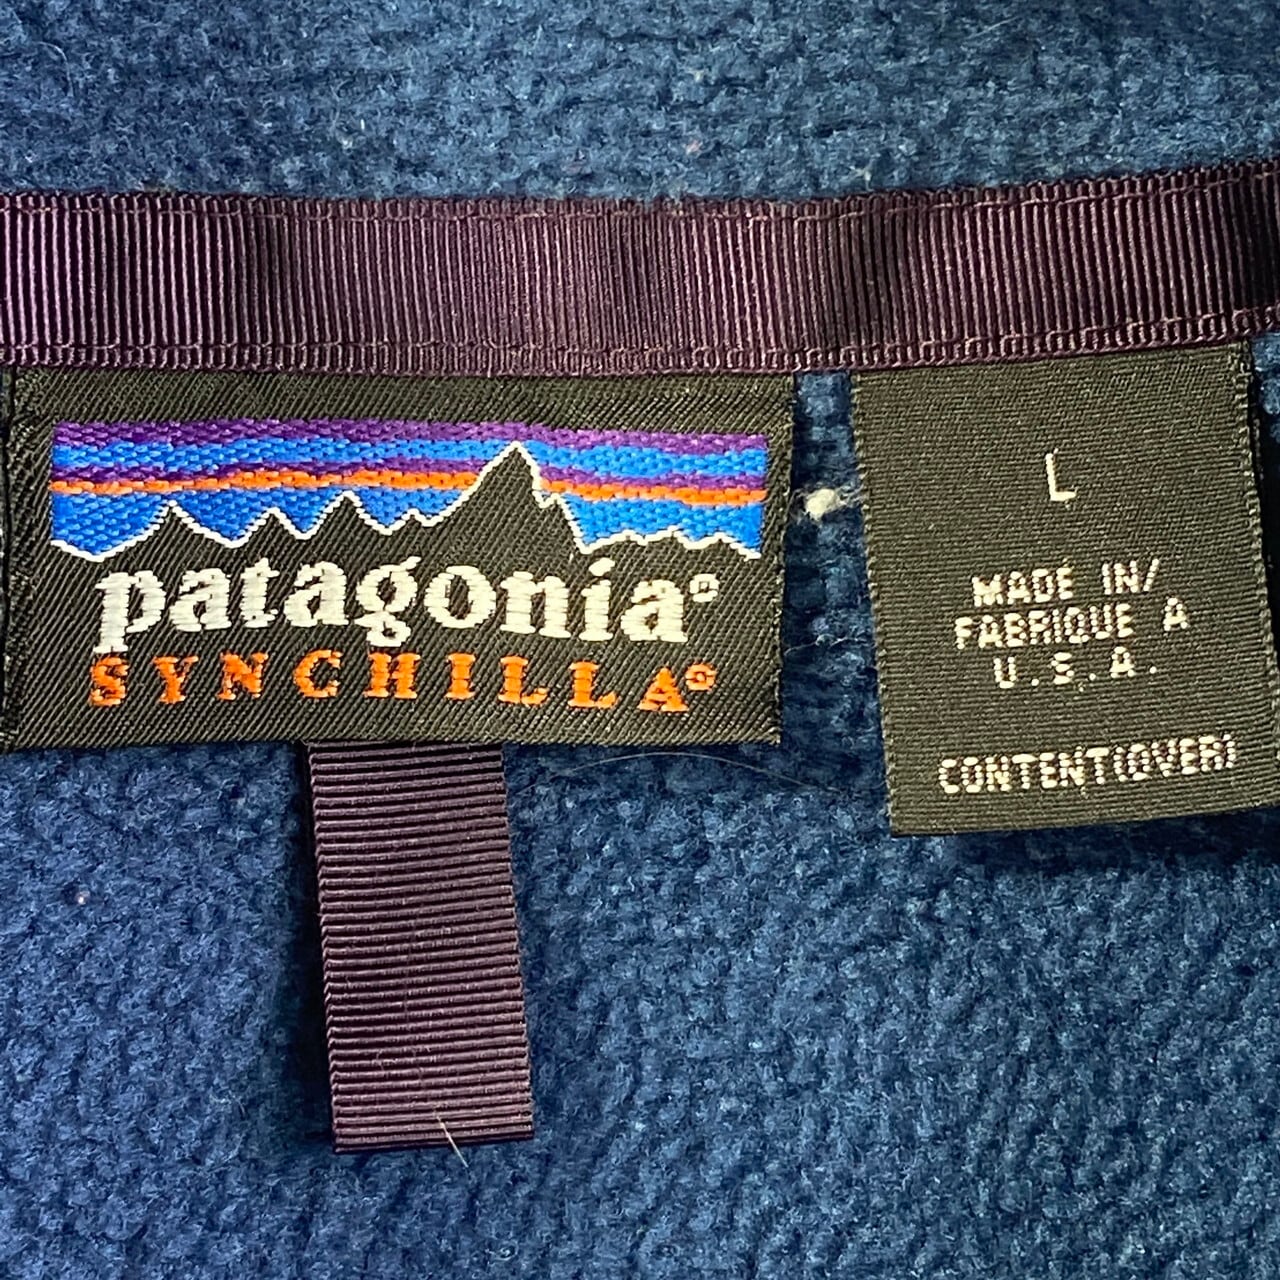 patagonia®
SYNCHILLA®
L
MADE IN/
FABRIQUE A
U.S.A.
CONTENT(OVER)